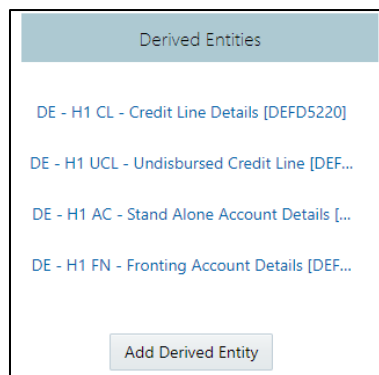 Derived Entities
DE - H1 CL - Credit Line Details [DEFD5220]
DE - H1 UCL - Undisbursed Credit Line [DEF...
DE - H1 AC - Stand Alone Account Details [...
DE - H1 FN - Fronting Account Details [DEF...
Add Derived Entity